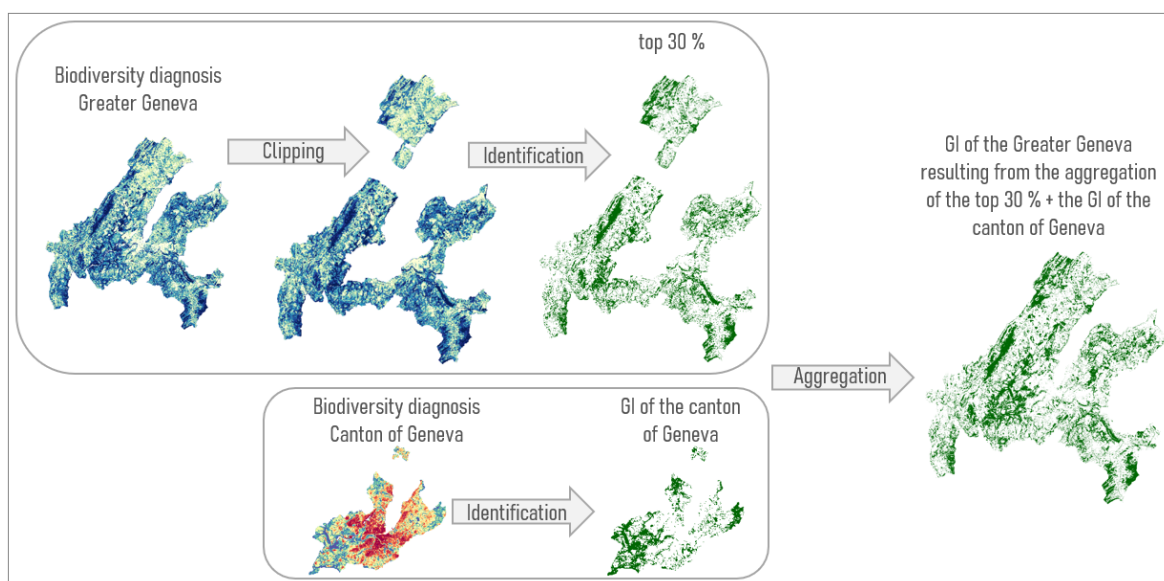 top 30 %
Biodiversity diagnosis
Greater Geneva
Clipping
Identification
GI of the Greater Geneva
resulting from the aggregation
of the top 30 % + the GI of the
canton of Geneva
Aggregation
Biodiversity diagnosis
Canton of Geneva
GI of the canton
of Geneva
Identification